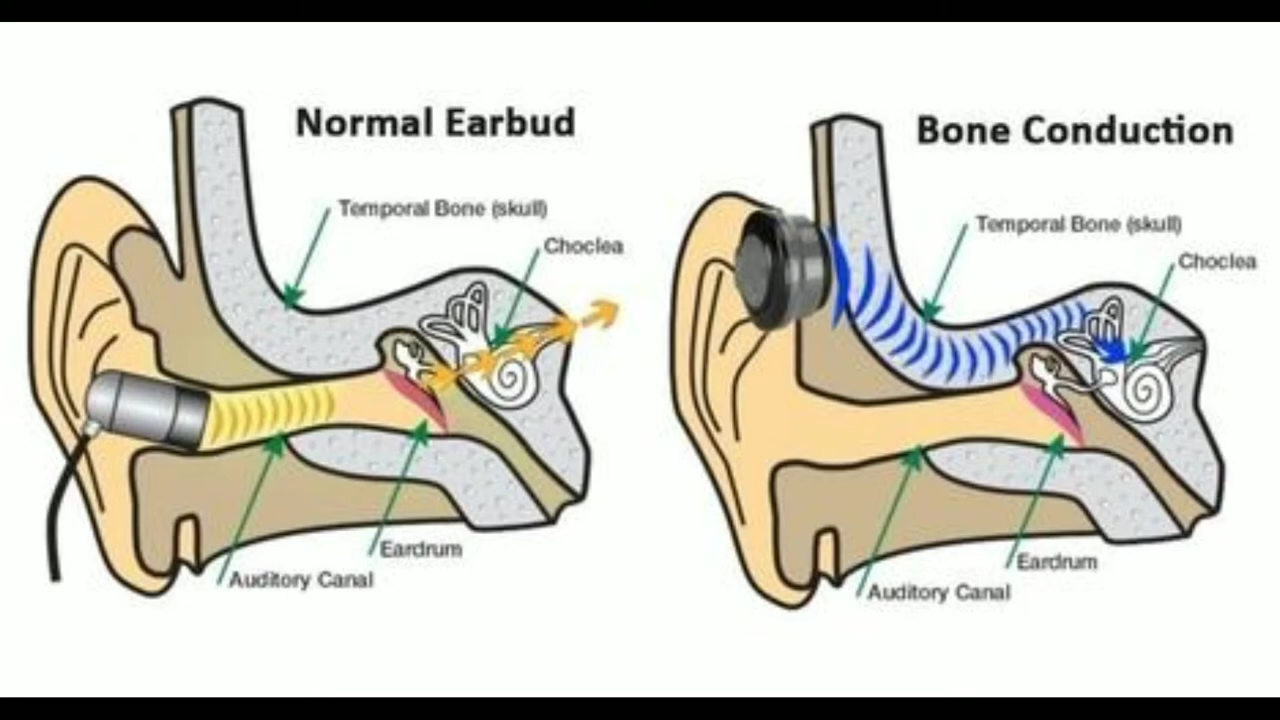 Normal Earbud
Temporal Bone (skull)
Choclea
Eardrum
Auditory Canal
Bone Conduction
Temporal Bone (skull)
Choclea
Eardrum
Auditory Canal